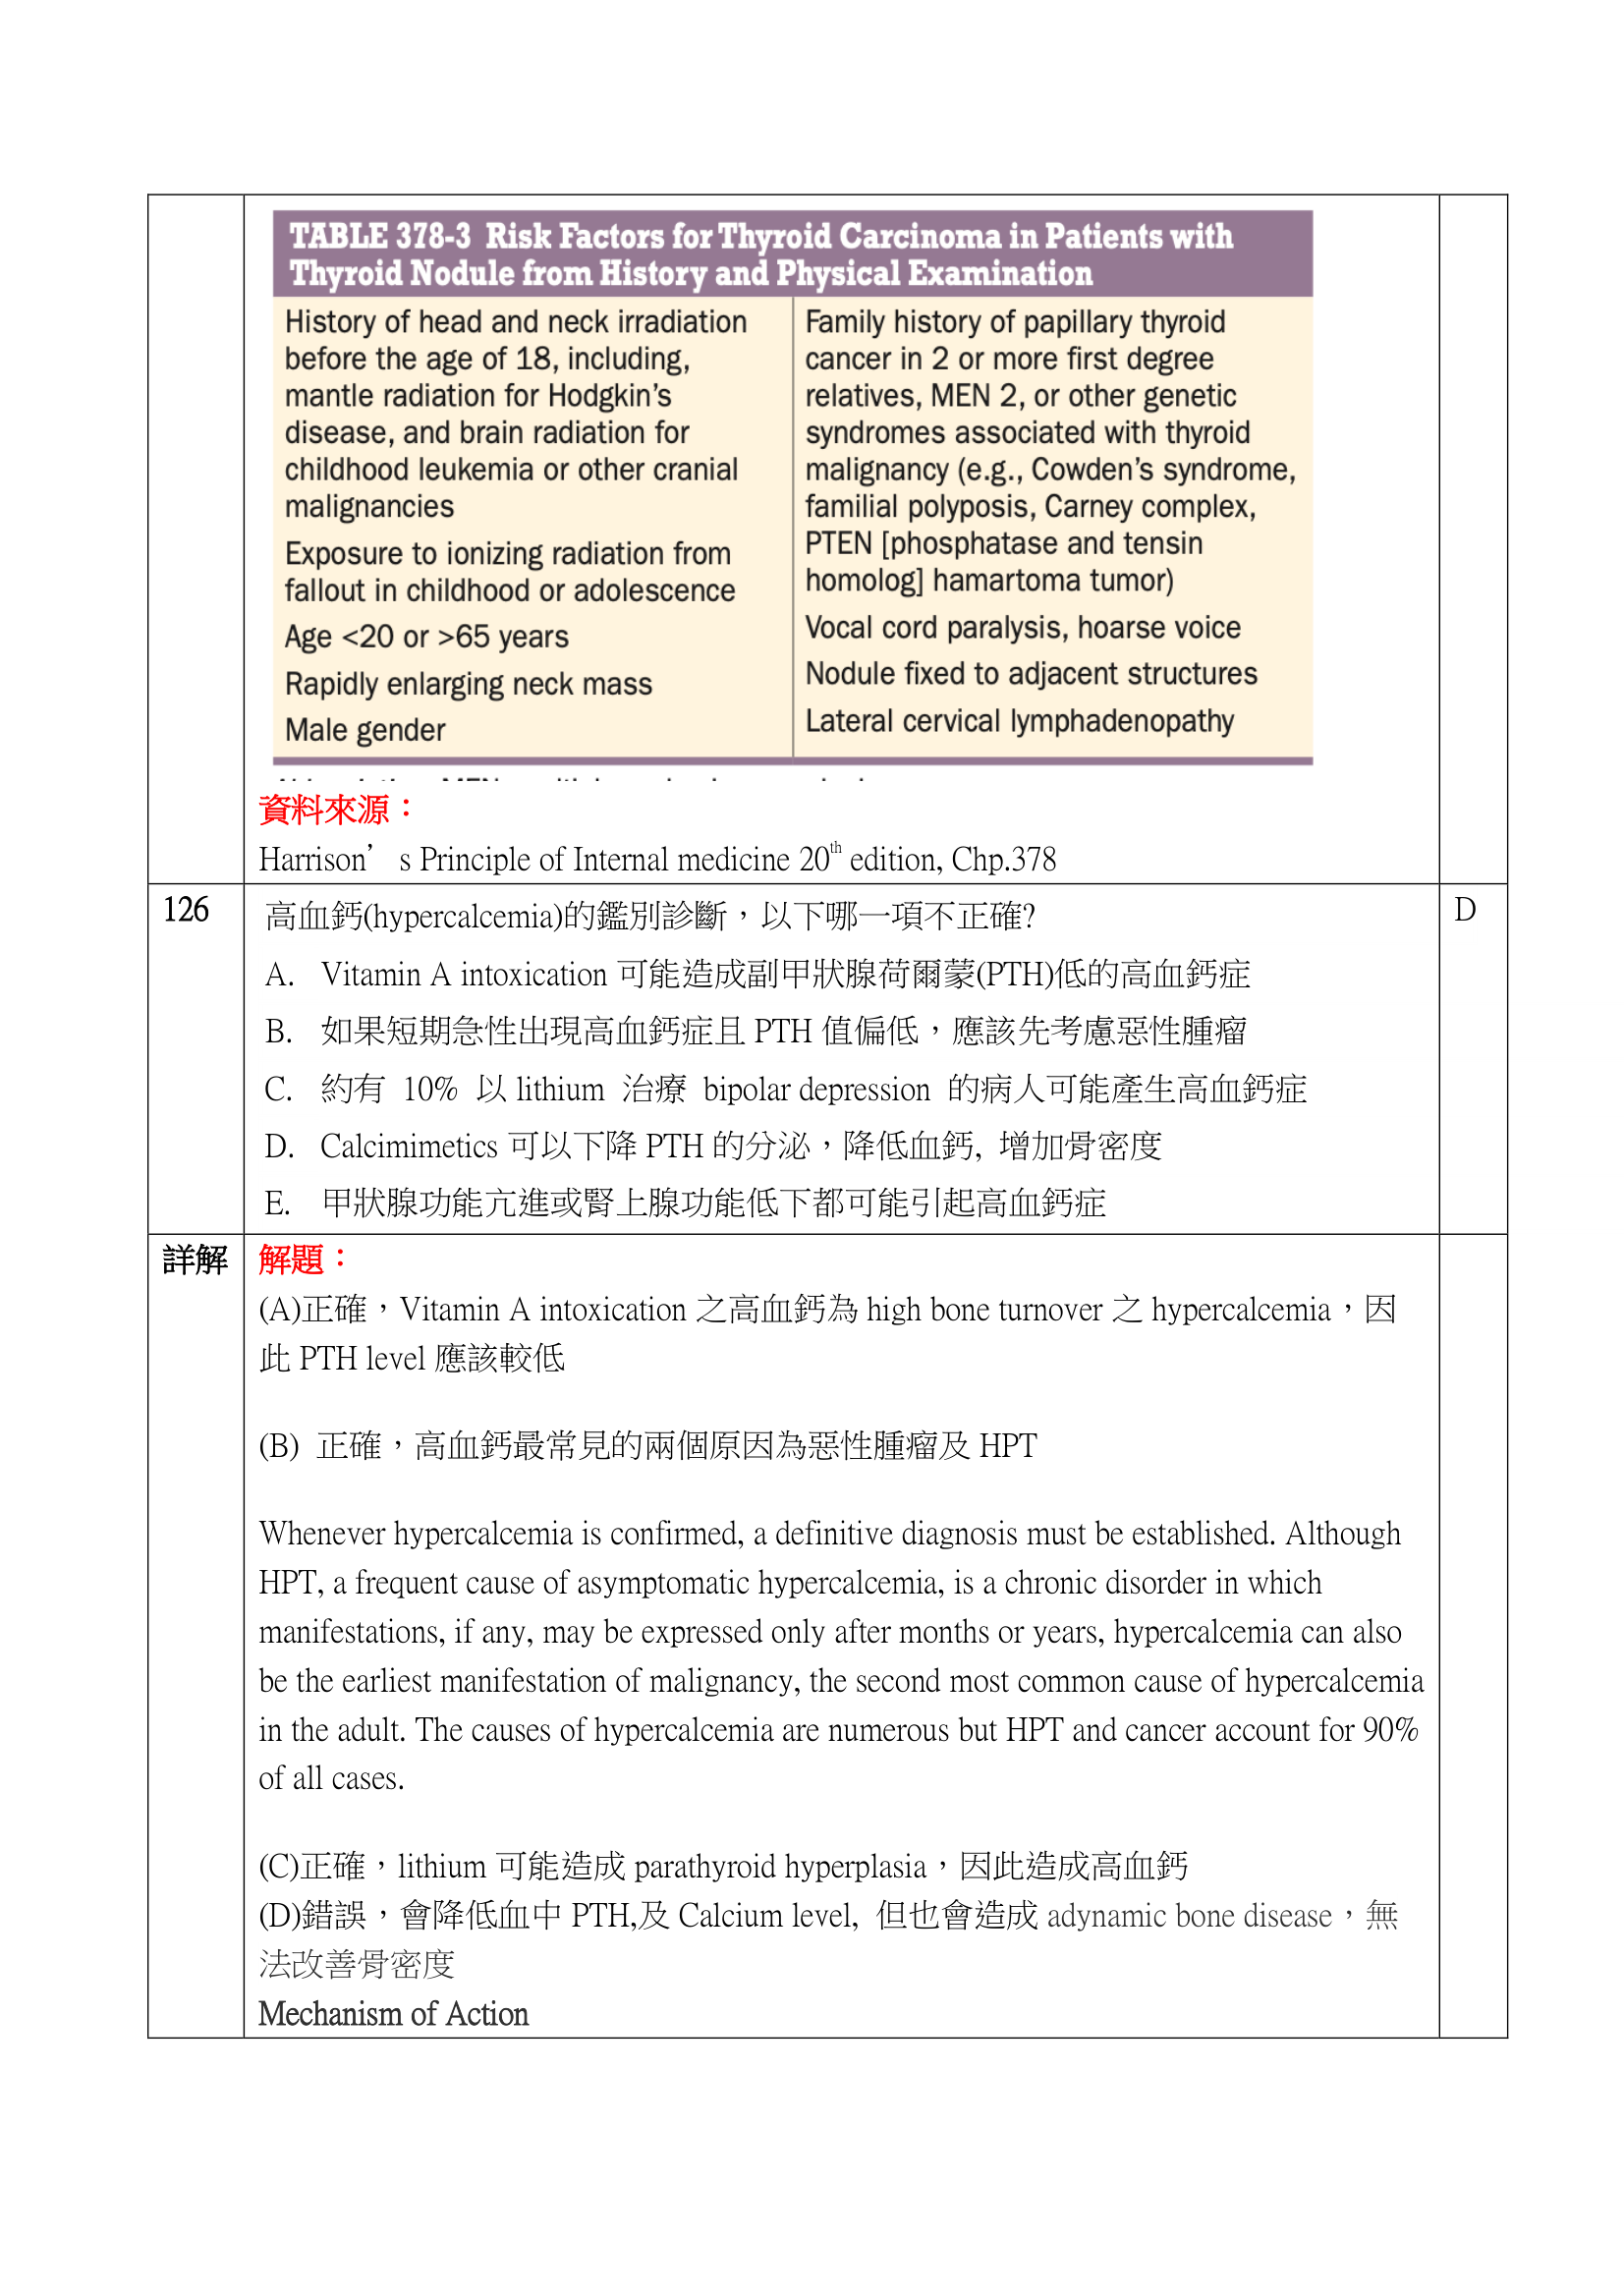 TABLE 378-3 Risk Factors for Thyroid Carcinoma in Patients with
Thyroid Nodule from History and Physical Examination
History of head and neck irradiation
before the age of 18, including,
mantle radiation for Hodgkin's
disease, and brain radiation for
childhood leukemia or other cranial
malignancies
Exposure to ionizing radiation from
fallout in childhood or adolescence
Age <20 or >65 years
Rapidly enlarging neck mass
Male gender
Family history of papillary thyroid
cancer in 2 or more first degree
relatives, MEN 2, or other genetic
syndromes associated with thyroid
malignancy (e.g., Cowden's syndrome,
familial polyposis, Carney complex,
PTEN [phosphatase and tensin
homolog] hamartoma tumor)
Vocal cord paralysis, hoarse voice
Nodule fixed to adjacent structures
Lateral cervical lymphadenopathy
資料來源：
Harrison’s Principle of Internal medicine 20th edition, Chp.378
126
高血鈣(hypercalcemia)的鑑別診斷，以下哪一項不正確?
D
A. Vitamin A intoxication 可能造成副甲狀腺荷爾蒙(PTH)低的高血鈣症
B. 如果短期急性出現高血鈣症且 PTH 值偏低，應該先考慮惡性腫瘤
C. 約有 10% 以 lithium 治療 bipolar depression 的病人可能產生高血鈣症
D. Calcimimetics 可以下降 PTH 的分泌，降低血鈣, 增加骨密度
E. 甲狀腺功能亢進或腎上腺功能低下都可能引起高血鈣症
詳解
解題：
(A)正確，Vitamin A intoxication 之高血鈣為 high bone turnover 之 hypercalcemia，因
此 PTH level 應該較低
(B) 正確，高血鈣最常見的兩個原因為惡性腫瘤及 HPT
Whenever hypercalcemia is confirmed, a definitive diagnosis must be established. Although
HPT, a frequent cause of asymptomatic hypercalcemia, is a chronic disorder in which
manifestations, if any, may be expressed only after months or years, hypercalcemia can also
be the earliest manifestation of malignancy, the second most common cause of hypercalcemia
in the adult. The causes of hypercalcemia are numerous but HPT and cancer account for 90%
of all cases.
(C)正確，lithium 可能造成 parathyroid hyperplasia，因此造成高血鈣
(D)錯誤，會降低血中 PTH,及 Calcium level, 但也會造成 adynamic bone disease，無
法改善骨密度
Mechanism of Action